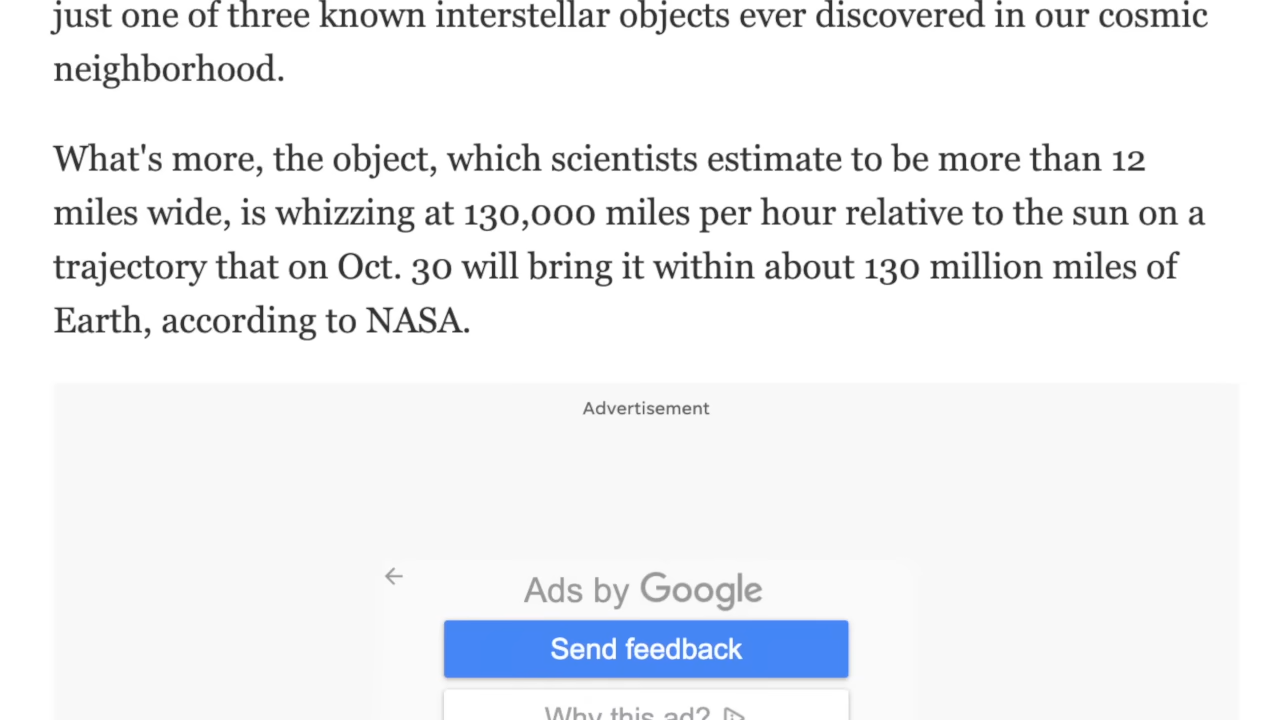 just one of three known interstellar objects ever discovered in our cosmic
neighborhood.
What's more, the object, which scientists estimate to be more than 12
miles wide, is whizzing at 130,000 miles per hour relative to the sun on a
trajectory that on Oct. 30 will bring it within about 130 million miles of
Earth, according to NASA.
Advertisement
Ads by Google
Send feedback
Why this ad?